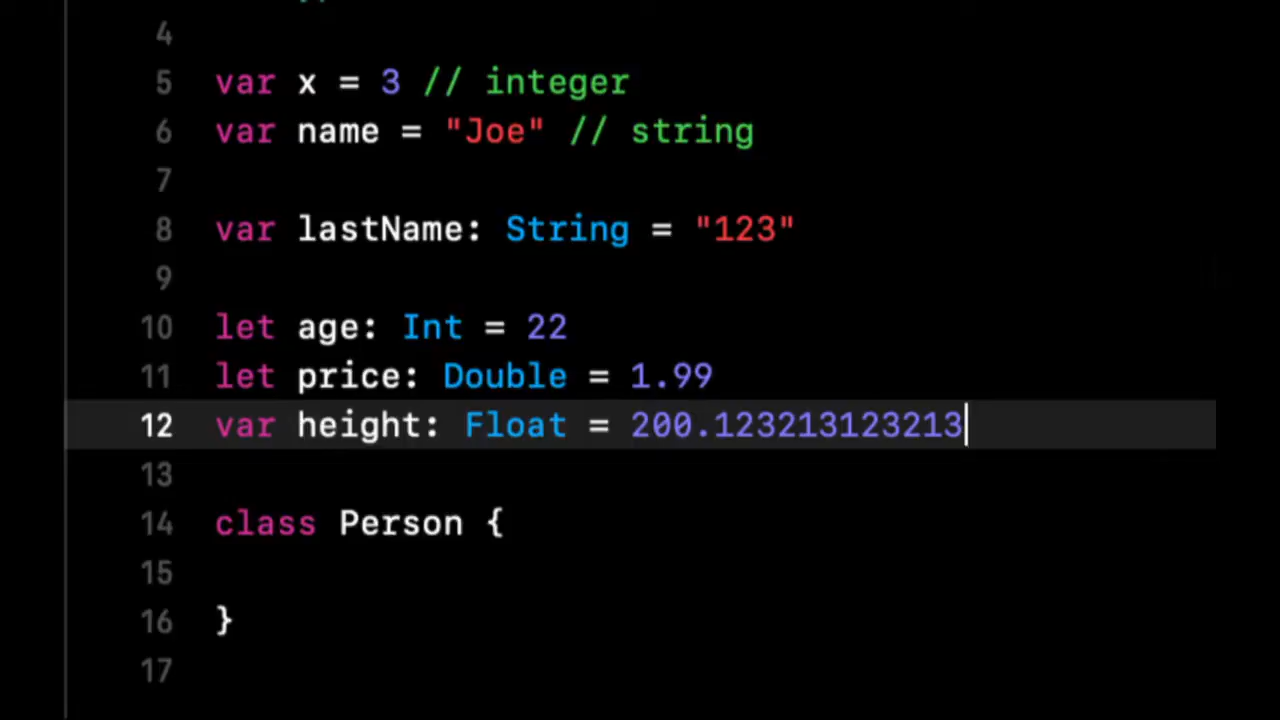 4
5 var x = 3 // integer
6 var name = "Joe" // string
7
8 var lastName: String = "123"
9
10 let age: Int = 22
11 let price: Double = 1.99
12 var height: Float = 200.123213123213
13
14 class Person {
15
16 }
17